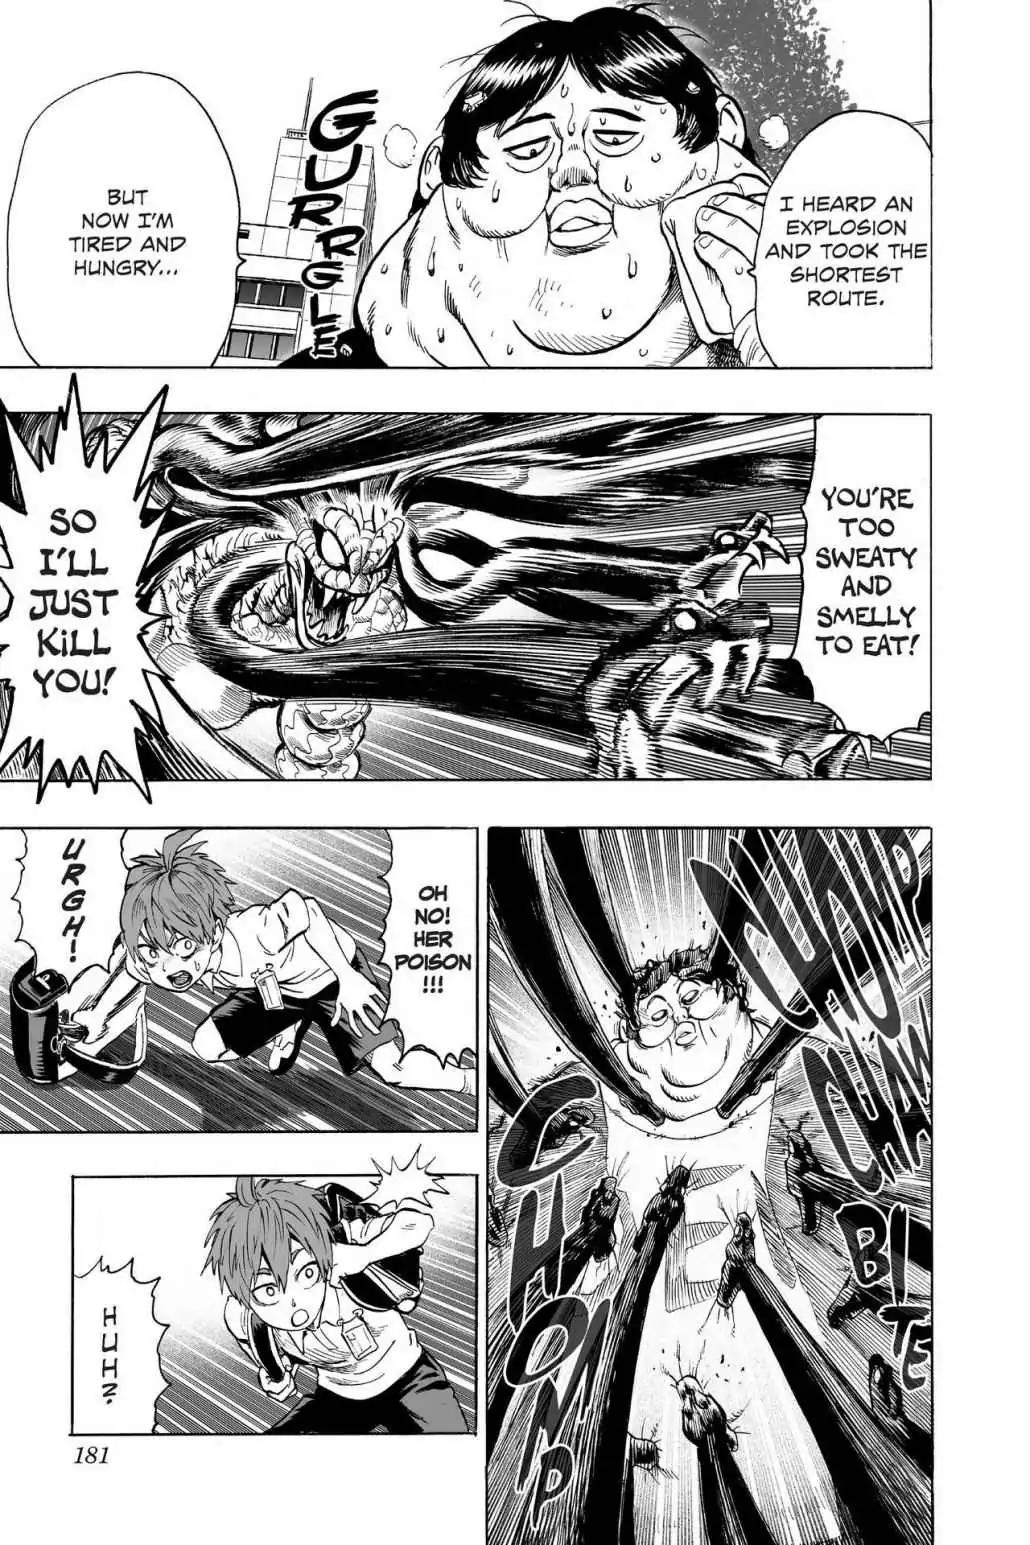 I HEARD AN
EXPLOSION
AND TOOK THE
SHORTEST
ROUTE.
GURRGLE
BUT
NOW I'M
TIRED AND
HUNGRY...
YOU'RE
TOO
SWEATY
AND
SMELLY
TO EAT!
SO
I'LL
JUST
KILL
YOU!
CHOMP
CHOMP
BITE
CHOMP
OH
NO!
HER
POISON
!!!
URGH!
HUH?
181